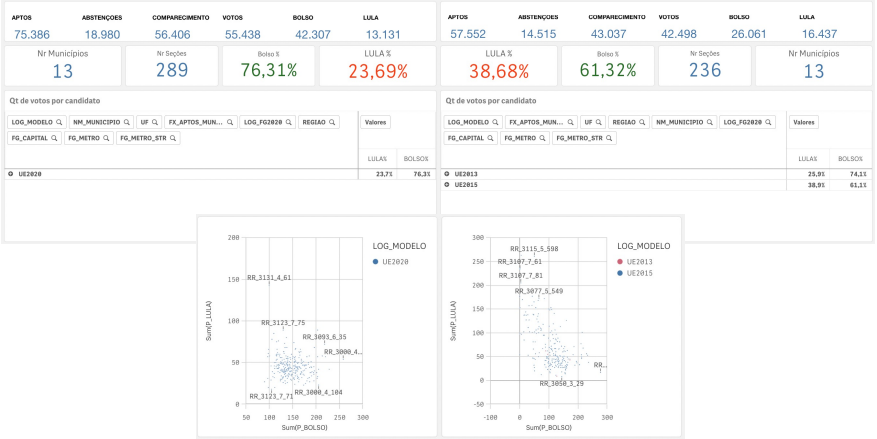 APTOS ABSTENÇOES COMPARECIMENTO VOTOS BOLSO LULA
75.386 18.980 56.406 55.438 42.307 13.131
Nr Municípios Nr Seções Bolso % LULA %
13 289 76,31% 23,69%
Qt de votos por candidato
LOG_MODELO NM_MUNICIPIO UF FX_APTOS_MUN... LOG_FG2020 REGIAO Valores
FG_CAPITAL FG_METRO FG_METRO_STR
LULA% BOLSO%
UE2020 23,7% 76,3%
APTOS ABSTENÇOES COMPARECIMENTO VOTOS BOLSO LULA
57.552 14.515 43.037 42.498 26.061 16.437
LULA % Bolso % Nr Seções Nr Municípios
38,68% 61,32% 236 13
Qt de votos por candidato
LOG_MODELO FX_APTOS_MUN... UF REGIAO NM_MUNICIPIO LOG_FG2020 Valores
FG_CAPITAL FG_METRO FG_METRO_STR
LULA% BOLSO%
UE2013 25,9% 74,1%
UE2015 38,9% 61,1%
200
150
100
50
0
Sum(P_LULA)
RR_3131_4_61
RR_3123_7_75
RR_3093_6_35
RR_3000_4...
RR_3000_4_104
RR_3123_7_71
50 100 150 200 250 300
Sum(P_BOLSO)
LOG_MODELO
UE2020
300
250
200
150
100
50
0
-50
Sum(P_LULA)
RR_3115_5_598
RR_3107_7_61
RR_3107_7_81
RR_3077_5_549
RR...
RR_3050_3_29
-100 0 100 200 300
Sum(P_BOLSO)
LOG_MODELO
UE2013
UE2015